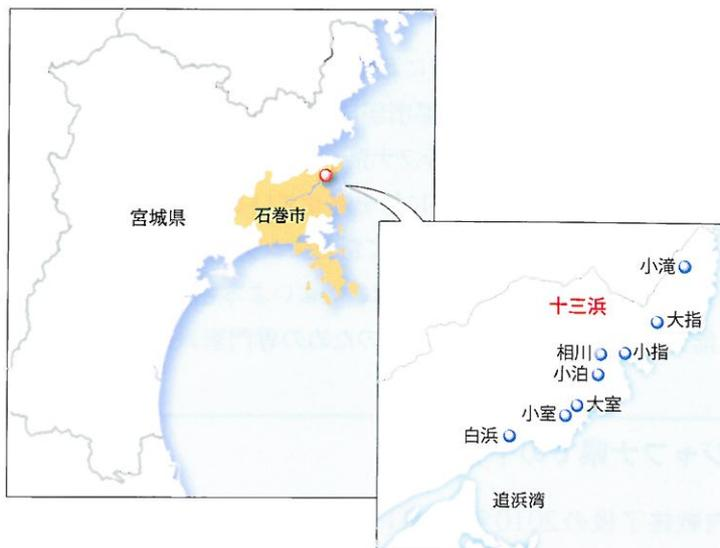 宮城県
石巻市
小滝
十三浜
大指
相川
小指
小泊
大室
小室
白浜
追浜湾